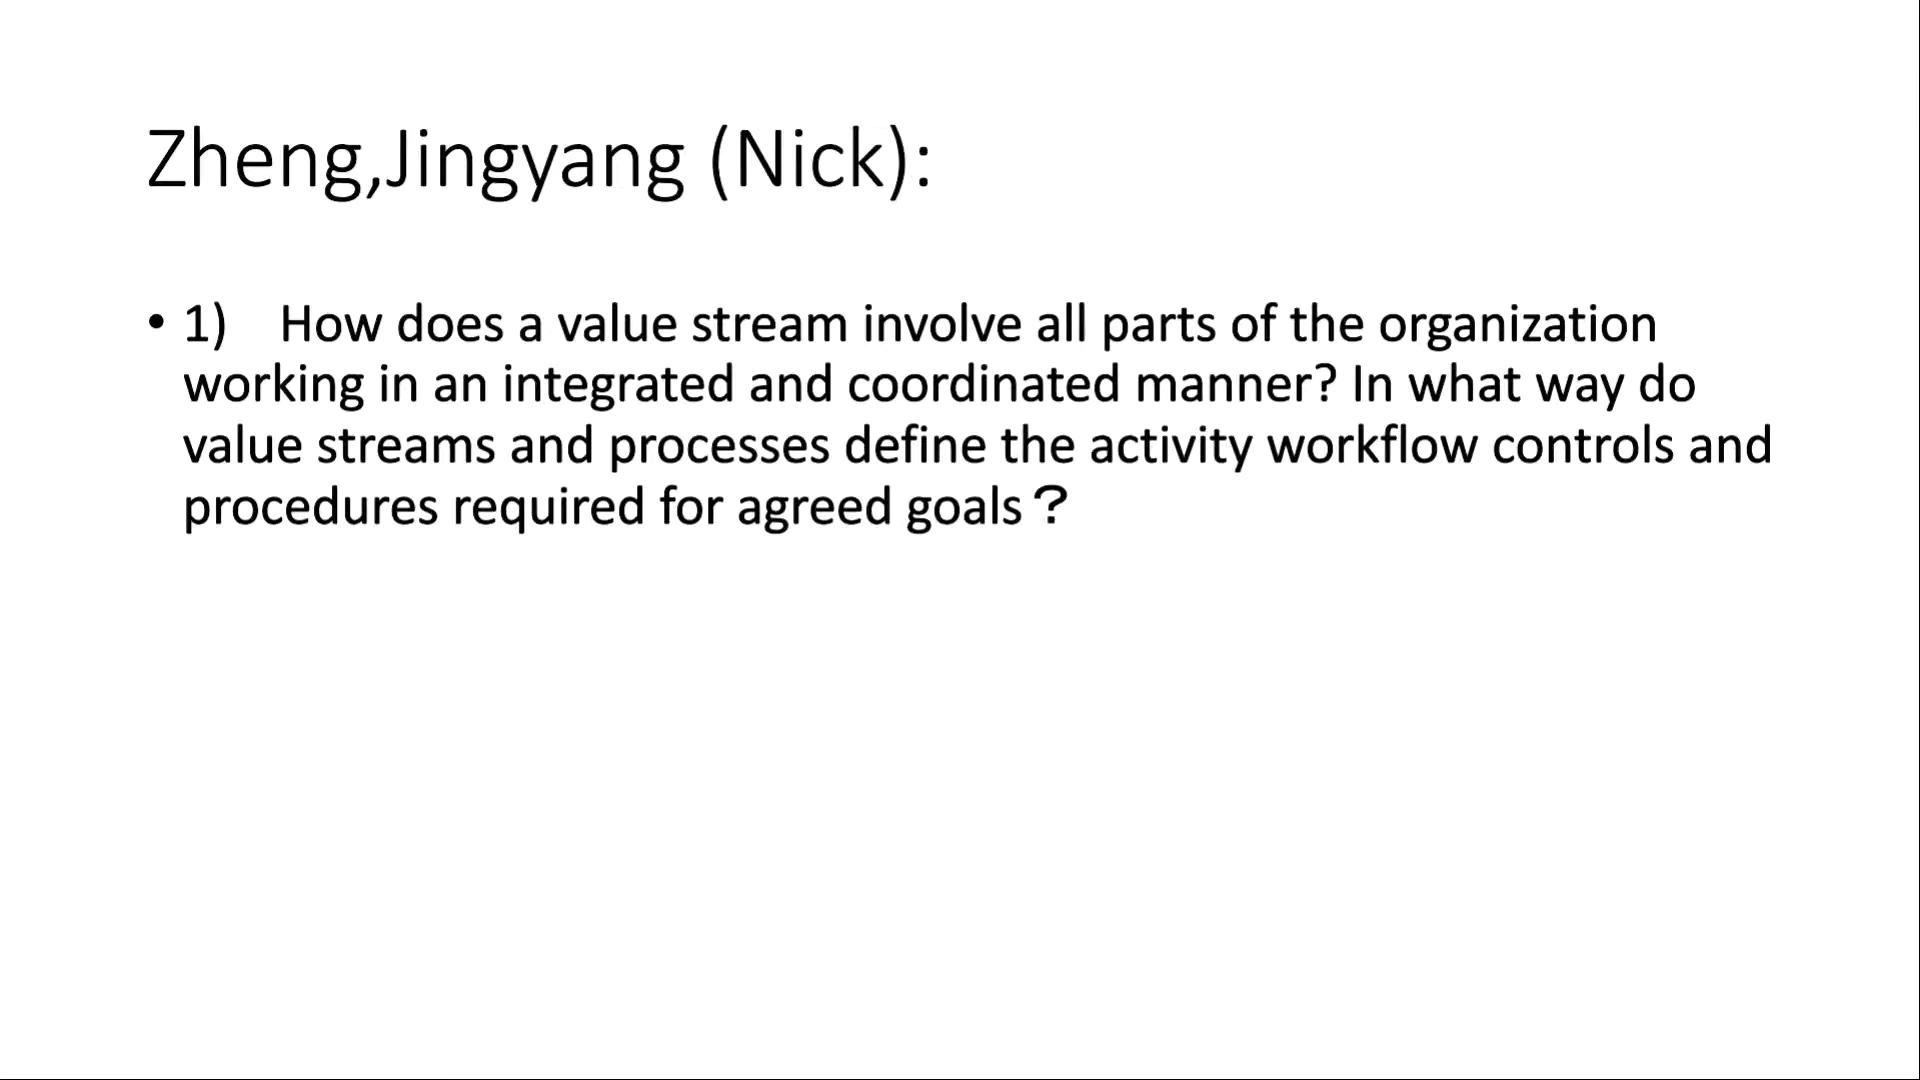 Zheng,Jingyang (Nick):
• 1) How does a value stream involve all parts of the organization
working in an integrated and coordinated manner? In what way do
value streams and processes define the activity workflow controls and
procedures required for agreed goals？